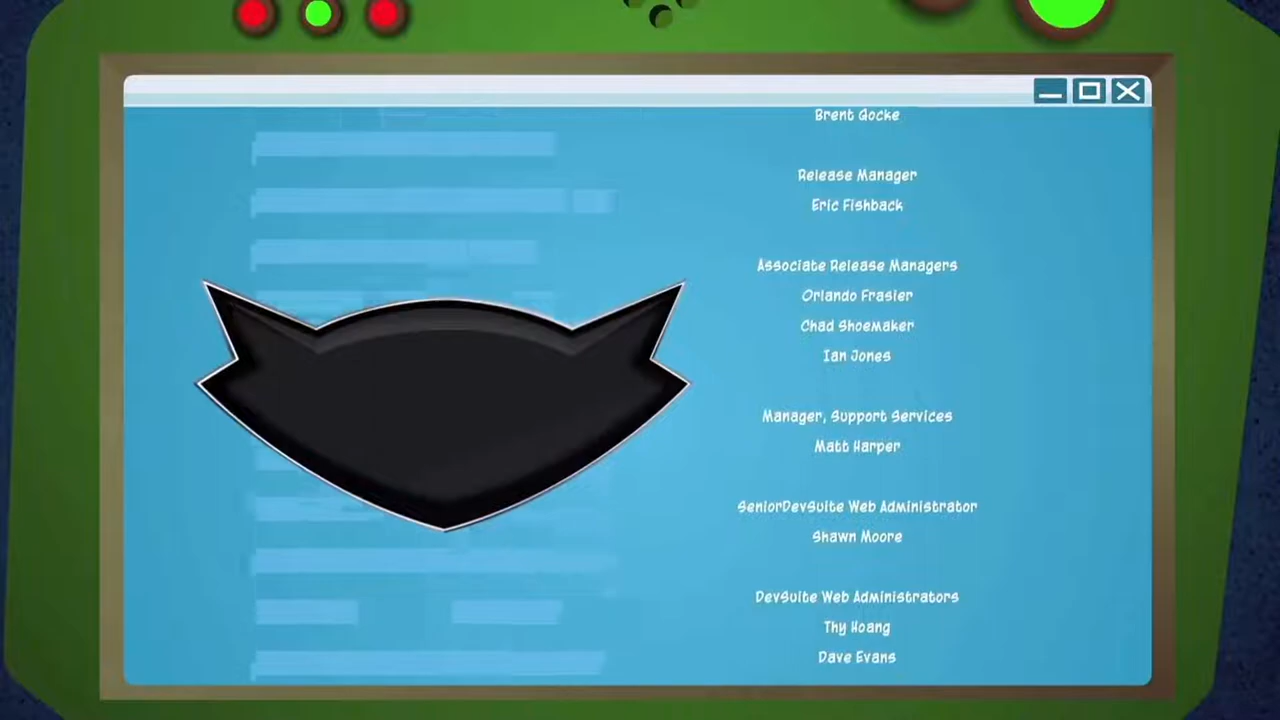 Brent Gocke
Release Manager
Eric Fishback
Associate Release Managers
Orlando Frasier
Chad Shoemaker
Ian Jones
Manager, Support Services
Matt Harper
SeniorDevSuite Web Administrator
Shawn Moore
DevSuite Web Administrators
Thy Hoang
Dave Evans